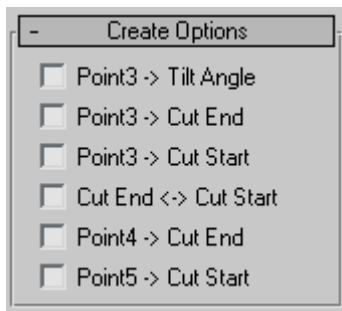 - Create Options
Point3 -> Tilt Angle
Point3 -> Cut End
Point3 -> Cut Start
Cut End <-> Cut Start
Point4 -> Cut End
Point5 -> Cut Start